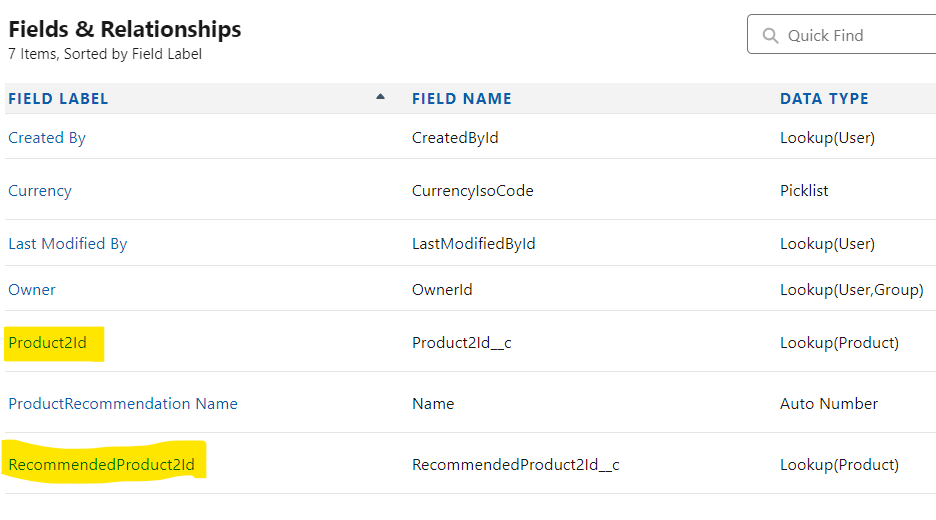 Fields & Relationships
7 Items, Sorted by Field Label
Quick Find
FIELD LABEL FIELD NAME DATA TYPE
Created By CreatedById Lookup(User)
Currency CurrencyIsoCode Picklist
Last Modified By LastModifiedById Lookup(User)
Owner OwnerId Lookup(User,Group)
Product2Id Product2Id__c Lookup(Product)
ProductRecommendation Name Name Auto Number
RecommendedProduct2Id RecommendedProduct2Id__c Lookup(Product)